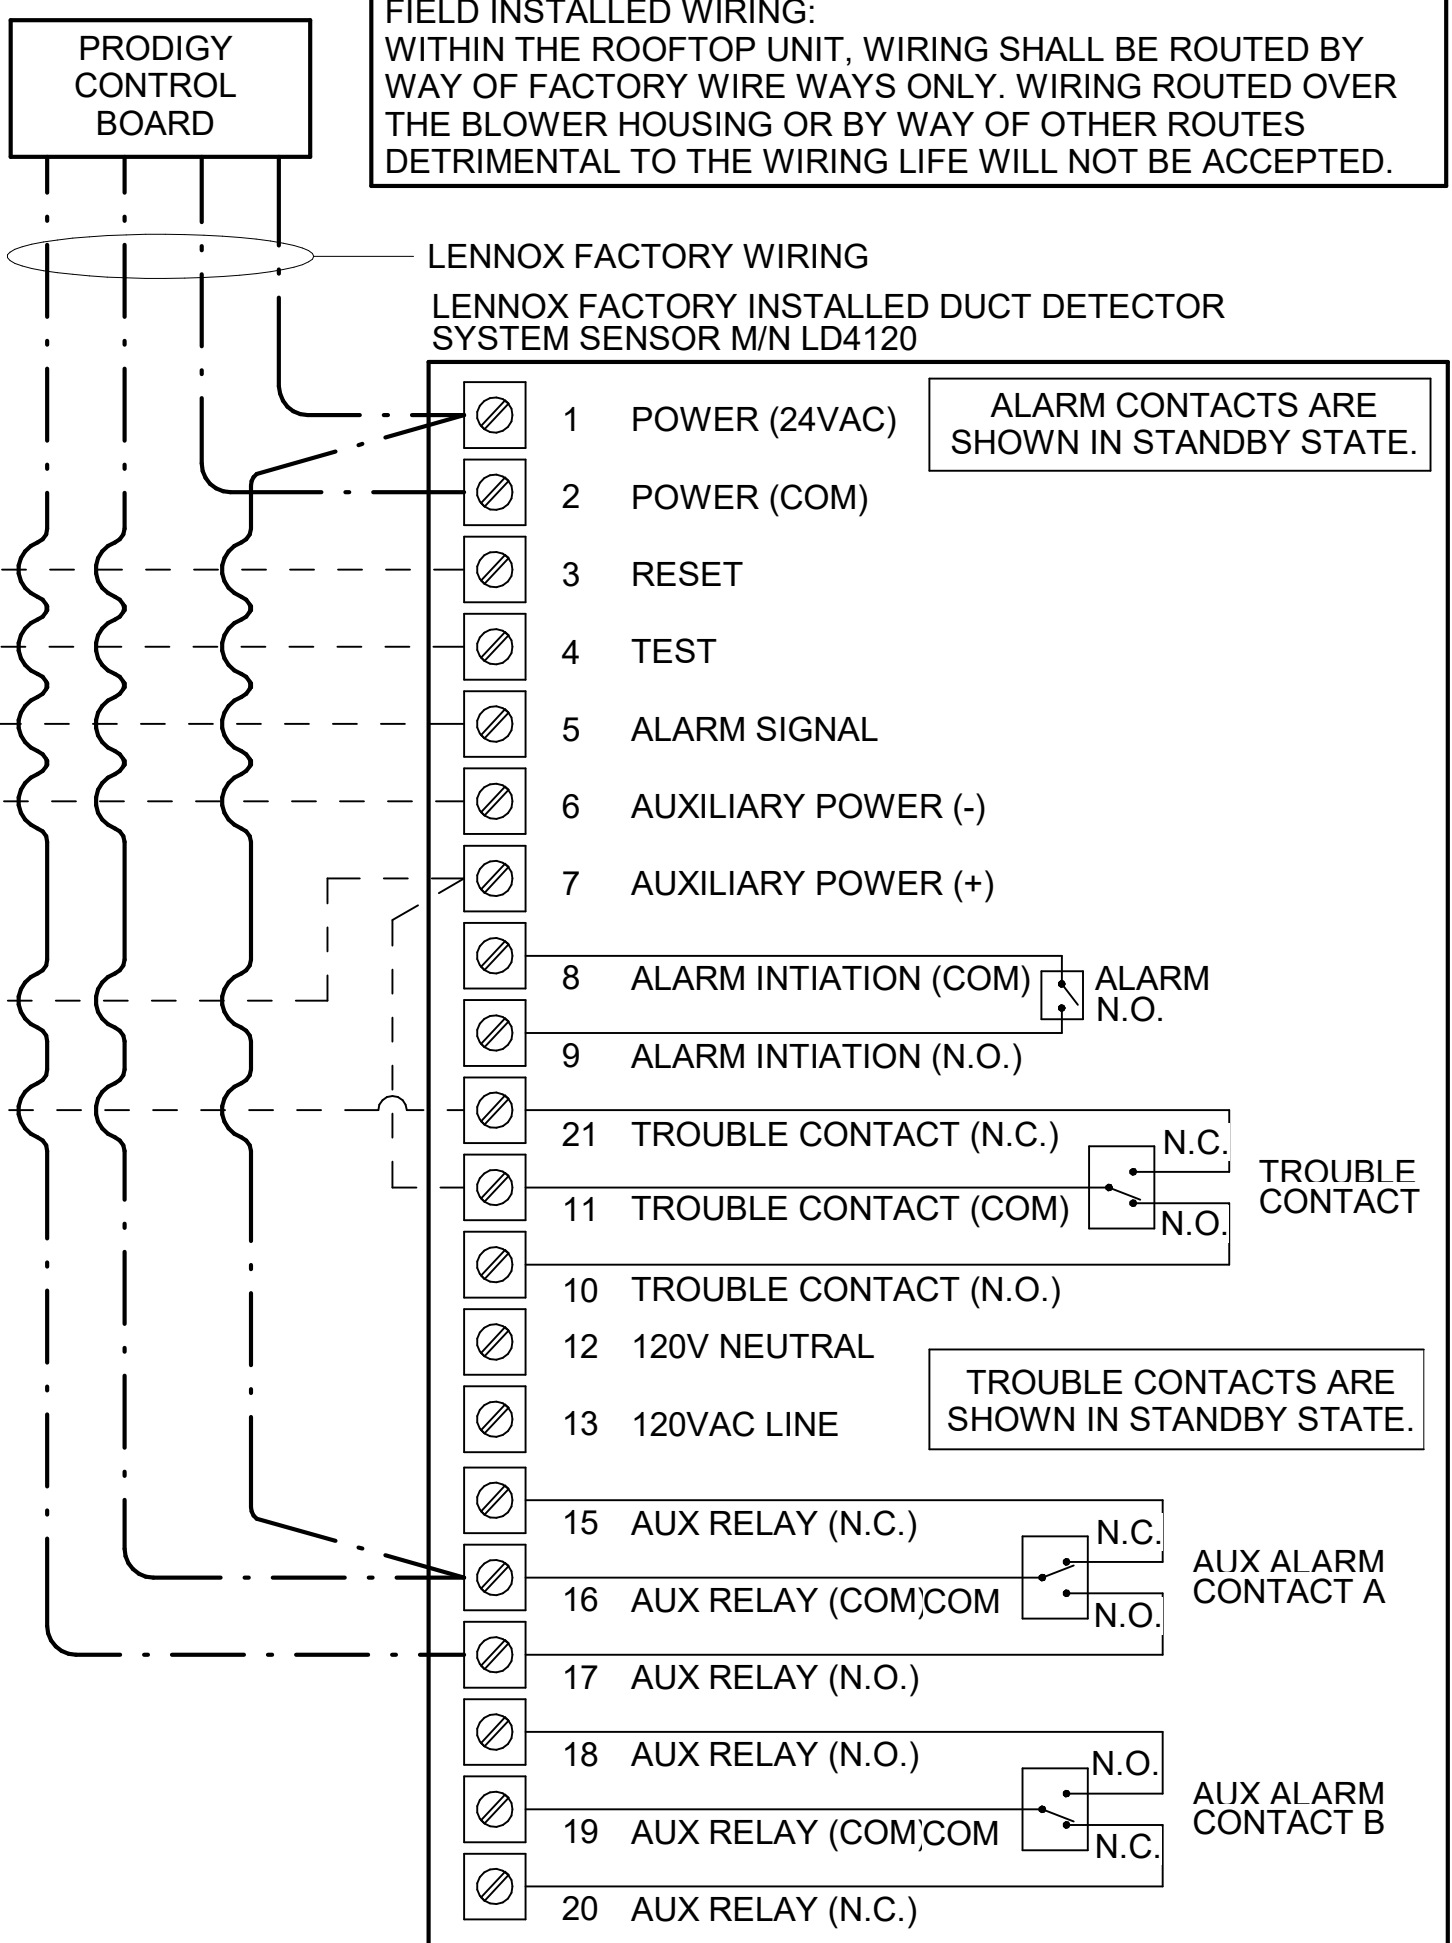 FIELD INSTALLED WIRING:
WITHIN THE ROOFTOP UNIT, WIRING SHALL BE ROUTED BY
WAY OF FACTORY WIRE WAYS ONLY. WIRING ROUTED OVER
THE BLOWER HOUSING OR BY WAY OF OTHER ROUTES
DETRIMENTAL TO THE WIRING LIFE WILL NOT BE ACCEPTED.
PRODIGY
CONTROL
BOARD
LENNOX FACTORY WIRING
LENNOX FACTORY INSTALLED DUCT DETECTOR
SYSTEM SENSOR M/N LD4120
ALARM CONTACTS ARE
SHOWN IN STANDBY STATE.
1 POWER (24VAC)
2 POWER (COM)
3 RESET
4 TEST
5 ALARM SIGNAL
6 AUXILIARY POWER (-)
7 AUXILIARY POWER (+)
8 ALARM INTIATION (COM)
ALARM
N.O.
9 ALARM INTIATION (N.O.)
21 TROUBLE CONTACT (N.C.)
N.C.
TROUBLE
CONTACT
11 TROUBLE CONTACT (COM)
N.O.
10 TROUBLE CONTACT (N.O.)
12 120V NEUTRAL
TROUBLE CONTACTS ARE
SHOWN IN STANDBY STATE.
13 120VAC LINE
15 AUX RELAY (N.C.)
N.C.
AUX ALARM
CONTACT A
16 AUX RELAY (COM) COM
N.O.
17 AUX RELAY (N.O.)
18 AUX RELAY (N.O.)
N.O.
AUX ALARM
CONTACT B
19 AUX RELAY (COM) COM
N.C.
20 AUX RELAY (N.C.)